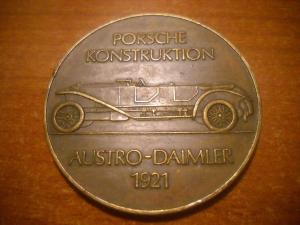 PORSCHE
KONSTRUKTION
AUSTRO-DAIMLER
1921